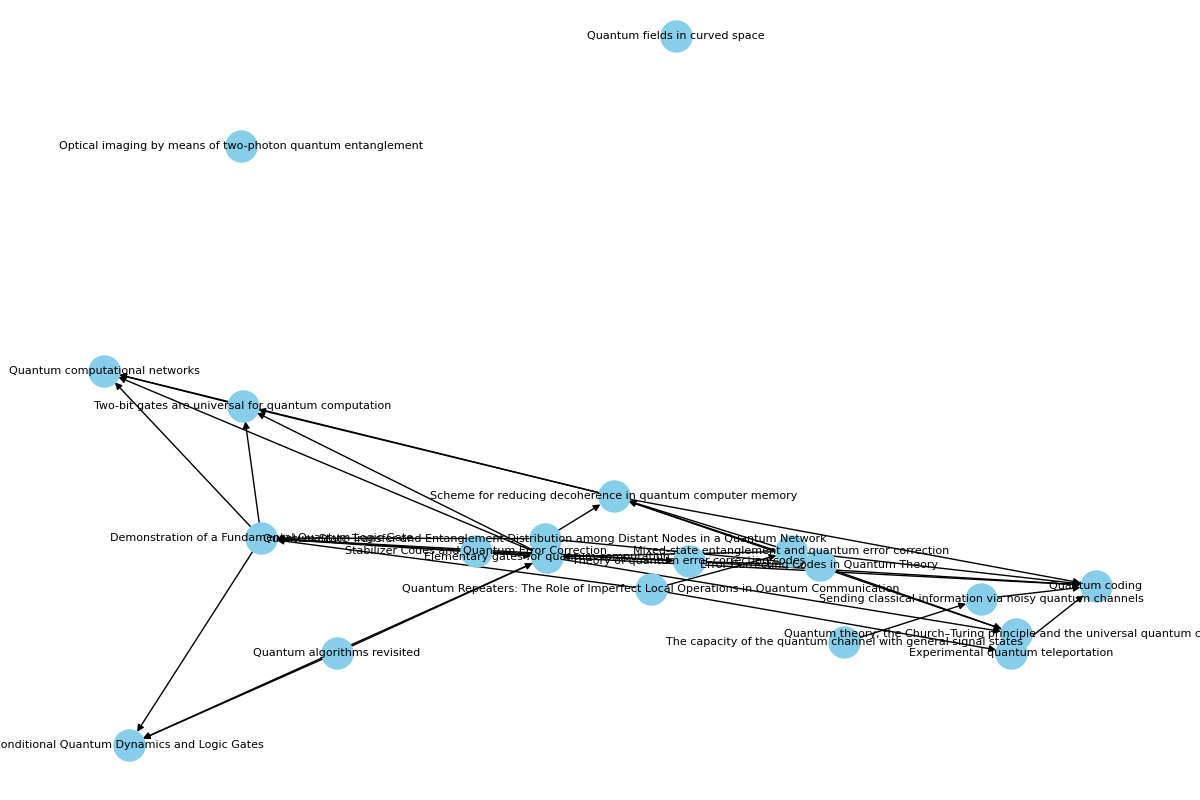 Quantum fields in curved space
Optical imaging by means of two-photon quantum entanglement
Quantum computational networks
Two-bit gates are universal for quantum computation
Scheme for reducing decoherence in quantum computer memory
Demonstration of a Fundamental Quantum Logic Gate
Quantum State Transfer and Entanglement Distribution among Distant Nodes in a Quantum Network
Stabilizer Codes and Quantum Error Correction
Mixed-state entanglement and quantum error correction
Elementary gates for quantum computation
Theory of quantum error-correcting codes
Error Correcting Codes in Quantum Theory
Quantum Repeaters: The Role of Imperfect Local Operations in Quantum Communication
Quantum coding
Sending classical information via noisy quantum channels
Quantum theory, the Church–Turing principle and the universal quantum c
The capacity of the quantum channel with general signal states
Quantum algorithms revisited
Experimental quantum teleportation
onditional Quantum Dynamics and Logic Gates